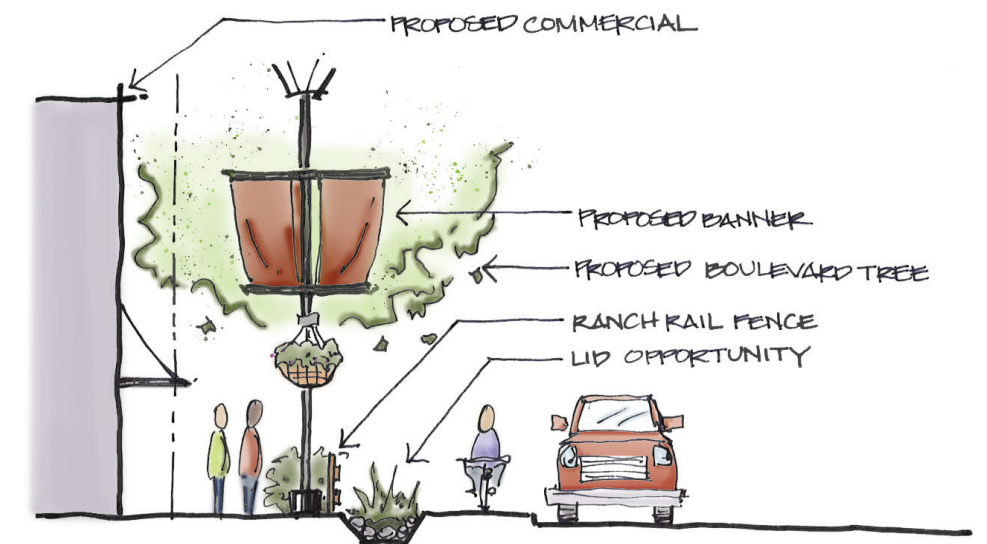 PROPOSED COMMERCIAL
PROPOSED BANNER
PROPOSED BOULEVARD TREE
RANCH RAIL FENCE
LID OPPORTUNITY